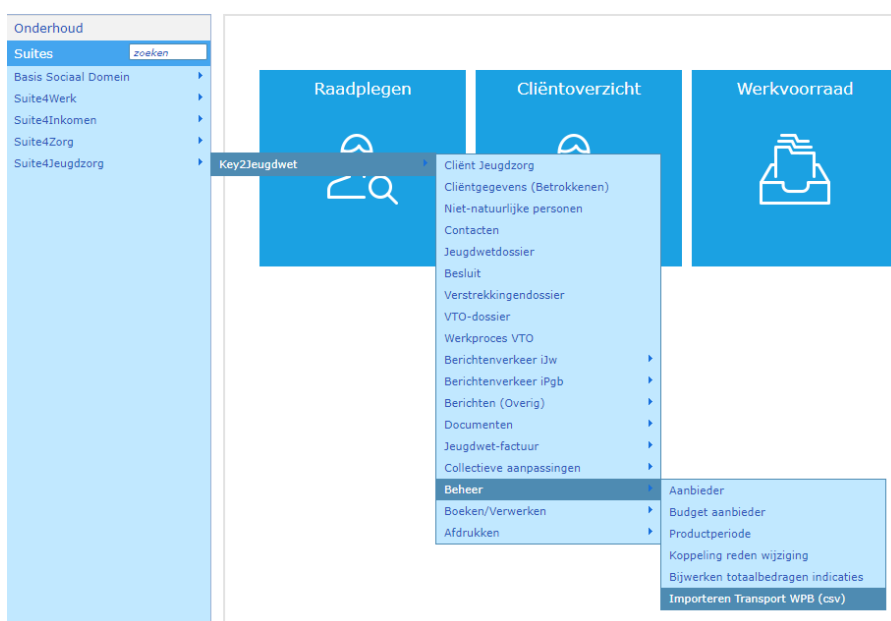 Onderhoud
Suites zoeken
Basis Sociaal Domein
Suite4Werk
Suite4Inkomen
Suite4Zorg
Suite4Jeugdzorg
Raadplegen
Cliëntoverzicht
Werkvoorraad
Key2Jeugdwet
Cliënt Jeugdzorg
Cliëntgegevens (Betrokkenen)
Niet-natuurlijke personen
Contacten
Jeugdwetdossier
Besluit
Verstrekkingendossier
VTO-dossier
Werkproces VTO
Berichtenverkeer iJw
Berichtenverkeer iPgb
Berichten (Overig)
Documenten
Jeugdwet-factuur
Collectieve aanpassingen
Beheer
Boeken/Verwerken
Afdrukken
Aanbieder
Budget aanbieder
Productperiode
Koppeling reden wijziging
Bijwerken totaalbedragen indicaties
Importeren Transport WPB (csv)